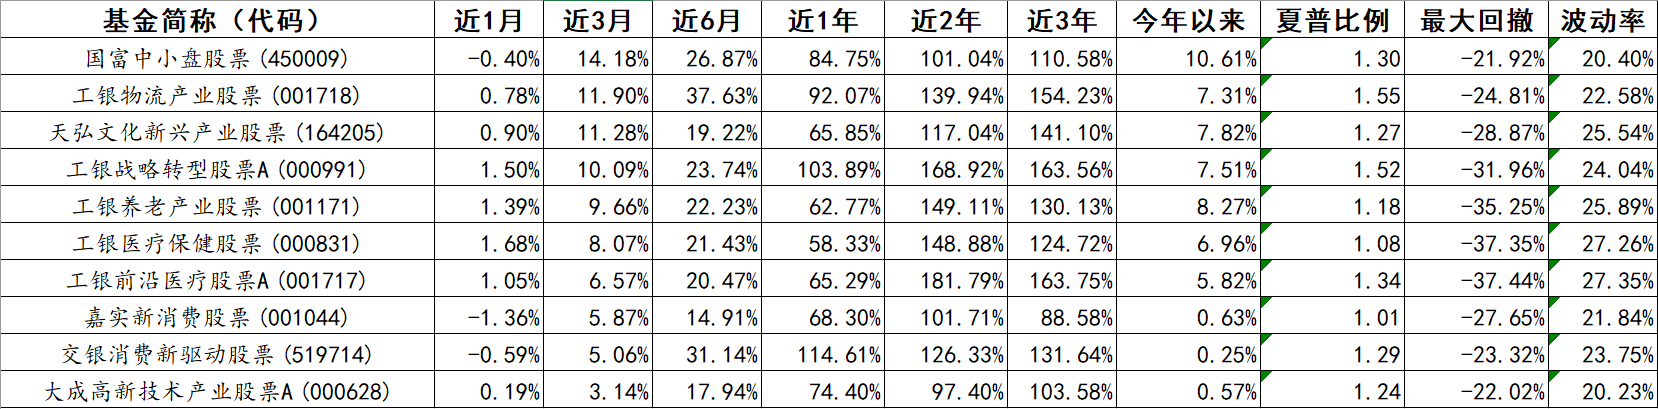 基金简称（代码） 近1月 近3月 近6月 近1年 近2年 近3年 今年以来 夏普比例 最大回撤 波动率
国富中小盘股票(450009) -0.40% 14.18% 26.87% 84.75% 101.04% 110.58% 10.61% 1.30 -21.92% 20.40%
工银物流产业股票(001718) 0.78% 11.90% 37.63% 92.07% 139.94% 154.23% 7.31% 1.55 -24.81% 22.58%
天弘文化新兴产业股票(164205) 0.90% 11.28% 19.22% 65.85% 117.04% 141.10% 7.82% 1.27 -28.87% 25.54%
工银战略转型股票A(000991) 1.50% 10.09% 23.74% 103.89% 168.92% 163.56% 7.51% 1.52 -31.96% 24.04%
工银养老产业股票(001171) 1.39% 9.66% 22.23% 62.77% 149.11% 130.13% 8.27% 1.18 -35.25% 25.89%
工银医疗保健股票(000831) 1.68% 8.07% 21.43% 58.33% 148.88% 124.72% 6.96% 1.08 -37.35% 27.26%
工银前沿医疗股票A(001717) 1.05% 6.57% 20.47% 65.29% 181.79% 163.75% 5.82% 1.34 -37.44% 27.35%
嘉实新消费股票(001044) -1.36% 5.87% 14.91% 68.30% 101.71% 88.58% 0.63% 1.01 -27.65% 21.84%
交银消费新驱动股票(519714) -0.59% 5.06% 31.14% 114.61% 126.33% 131.64% 0.25% 1.29 -23.32% 23.75%
大成高新技术产业股票A(000628) 0.19% 3.14% 17.94% 74.40% 97.40% 103.58% 0.57% 1.24 -22.02% 20.23%